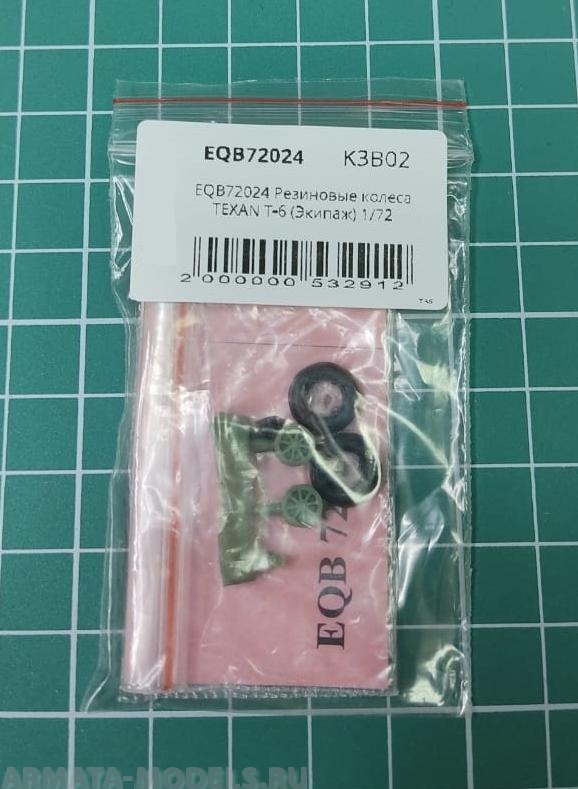 EQB72024 K3B02
EQB72024 Резиновые колеса
TEXAN T-6 (Экипаж) 1/72
2 000000 532912
EQB 72
ARMATA-MODELS.RU